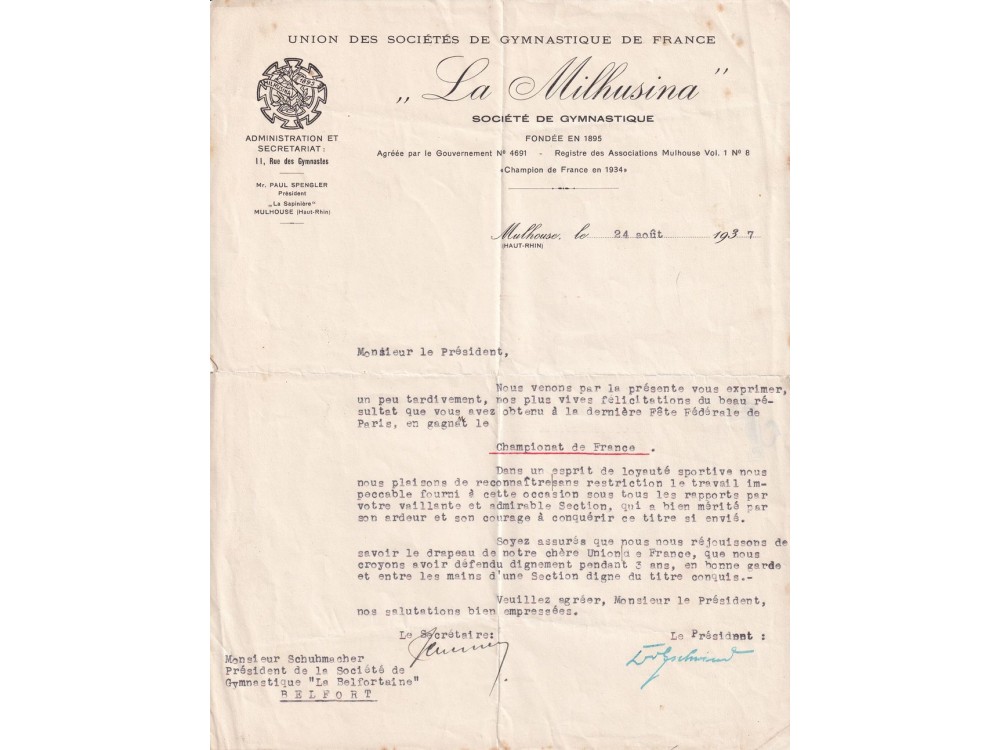 UNION DES SOCIÉTÉS DE GYMNASTIQUE DE FRANCE
„La Milhusina"
SOCIÉTÉ DE GYMNASTIQUE
FONDÉE EN 1895
Agréée par le Gouvernement Nº 4691 - Registre des Associations Mulhouse Vol. 1 Nº 8
«Champion de France en 1934»
MILHUSINA
1895
ADMINISTRATION ET
SECRETARIAT:
11, Rue des Gymnastes
Mr. PAUL SPENGLER
Président
„La Sapinière"
MULHOUSE (Haut-Rhin)
Mulhouse, le 24 août 1937
(HAUT-RHIN)
Monsieur le Président,
Nous venons par la présente vous exprimer,
un peu tardivement, nos plus vives félicitations du beau ré-
sultat que vous avez obtenu à la dernière Fête Fédérale de
Paris, en gagnant le
Championat de France .
Dans un esprit de loyauté sportive nous
nous plaisons de reconnaître sans restriction le travail im-
peccable fourni à cette occasion sous tous les rapports par
votre vaillante et admirable Section, qui a bien mérité par
son ardeur et son courage à conquérir ce titre si envié.
Soyez assurés que nous nous réjouissons de
savoir le drapeau de notre chère Union de France, que nous
croyons avoir défendu dignement pendant 3 ans, en bonne garde
et entre les mains d'une Section digne du titre conquis.-
Veuillez agréer, Monsieur le Président,
nos salutations bien empressées.
Le Secrétaire: Le Président :
Monsieur Schuhmacher
Président de la Société de
Gymnastique "La Belfortaine"
BELFORT